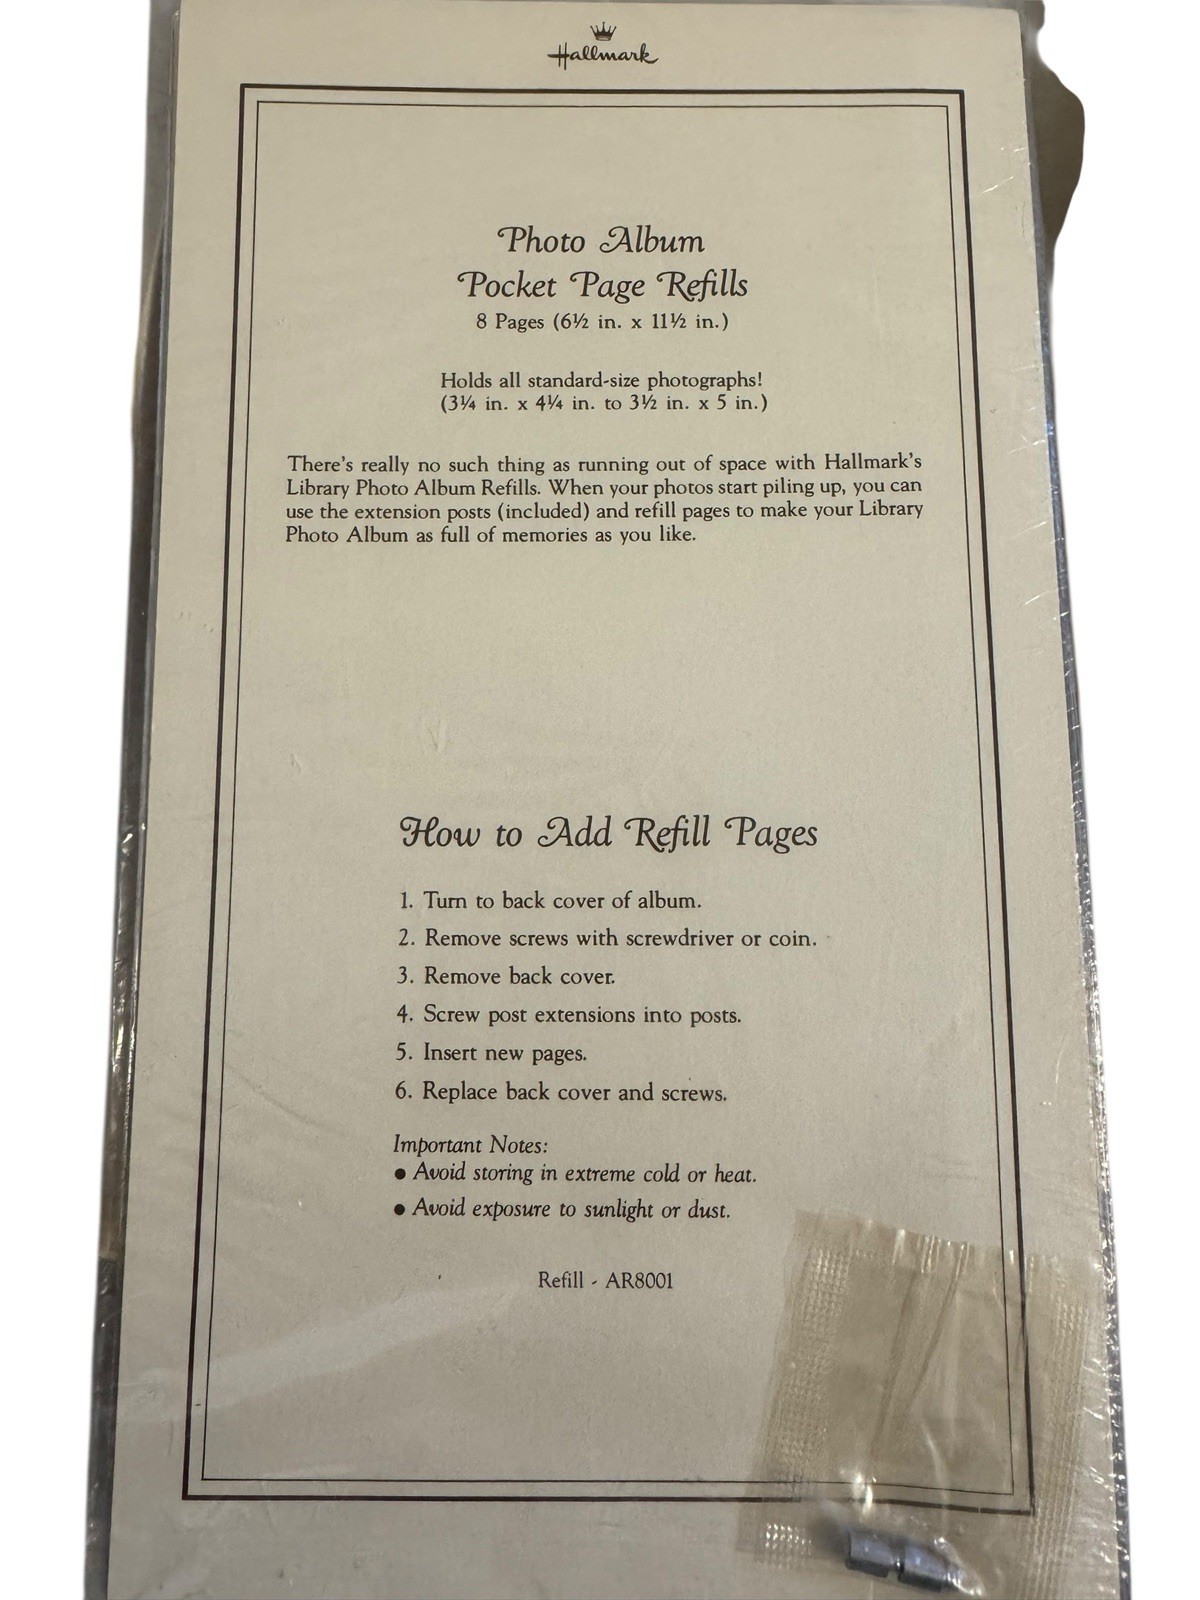 Hallmark
Photo Album
Pocket Page Refills
8 Pages (6½ in. x 11½ in.)
Holds all standard-size photographs!
(3¼ in. x 4¼ in. to 3½ in. x 5 in.)
There's really no such thing as running out of space with Hallmark's
Library Photo Album Refills. When your photos start piling up, you can
use the extension posts (included) and refill pages to make your Library
Photo Album as full of memories as you like.
How to Add Refill Pages
1. Turn to back cover of album.
2. Remove screws with screwdriver or coin.
3. Remove back cover.
4. Screw post extensions into posts.
5. Insert new pages.
6. Replace back cover and screws.
Important Notes:
● Avoid storing in extreme cold or heat.
● Avoid exposure to sunlight or dust.
Refill - AR8001